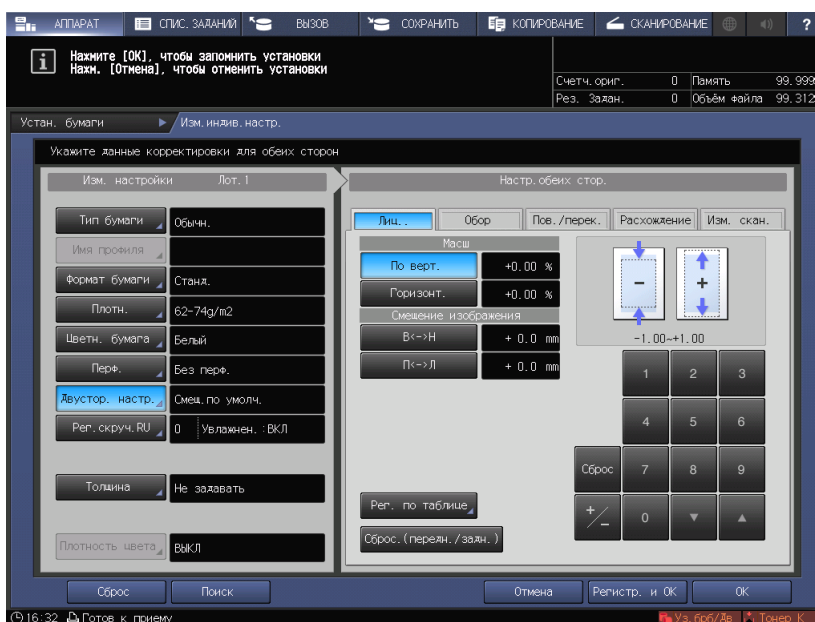 АППАРАТ
СПИС. ЗАДАНИЙ
ВЫЗОВ
СОХРАНИТЬ
КОПИРОВАНИЕ
СКАНИРОВАНИЕ
?
Нажмите [OK], чтобы запомнить установки
Нажм. [Отмена], чтобы отменить установки
Счетч.ориг. 0 Память 99.999
Рез. Задан. 0 Объём файла 99.312
Устан. бумаги
Изм.индив.настр.
Укажите данные корректировки для обеих сторон
Изм. настройки Лот.1
Тип бумаги
Обычн.
Имя профиля
Формат бумаги
Станд.
Плотн.
62-74g/m2
Цветн. бумага
Белый
Перф.
Без перф.
Двустор. настр.
Смещ.по умолч.
Рег.скруч.RU
0 Увлажнен.:ВКЛ
Толщина
Не задавать
Плотность цвета
ВЫКЛ
Настр.обеих стор.
Лиц..
Обор
Пов./перек.
Расхождение
Изм. скан.
Масш
По верт.
+0.00 %
Горизонт.
+0.00 %
Смещение изображения
В<->Н
+ 0.0 mm
П<->Л
+ 0.0 mm
Рег. по таблице
Сброс.(передн./задн.)
- +
-1.00~+1.00
1 2 3
4 5 6
Сброс 7 8 9
+/- 0 ▼ ▲
Сброс
Поиск
Отмена
Регистр. и OK
OK
16:32 Готов к приему
Уз.брб/Дв.
Тонер K